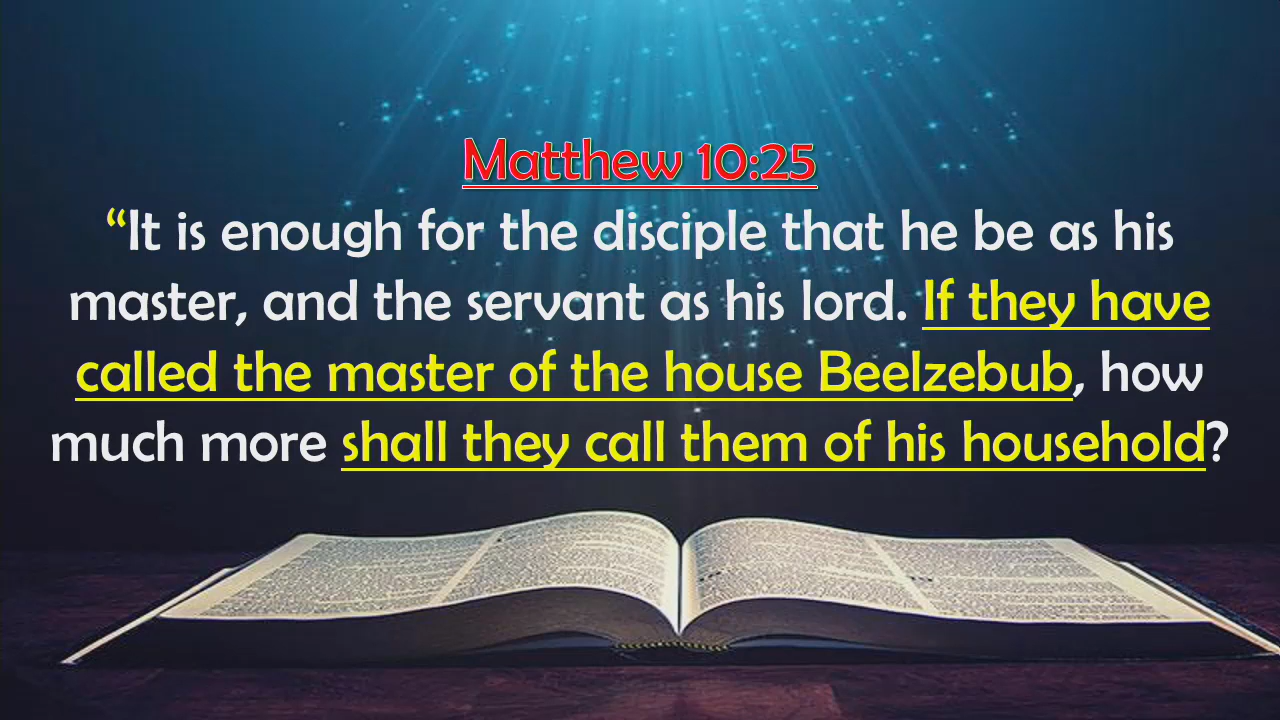 Matthew 10:25
“It is enough for the disciple that he be as his
master, and the servant as his lord. If they have
called the master of the house Beelzebub, how
much more shall they call them of his household?